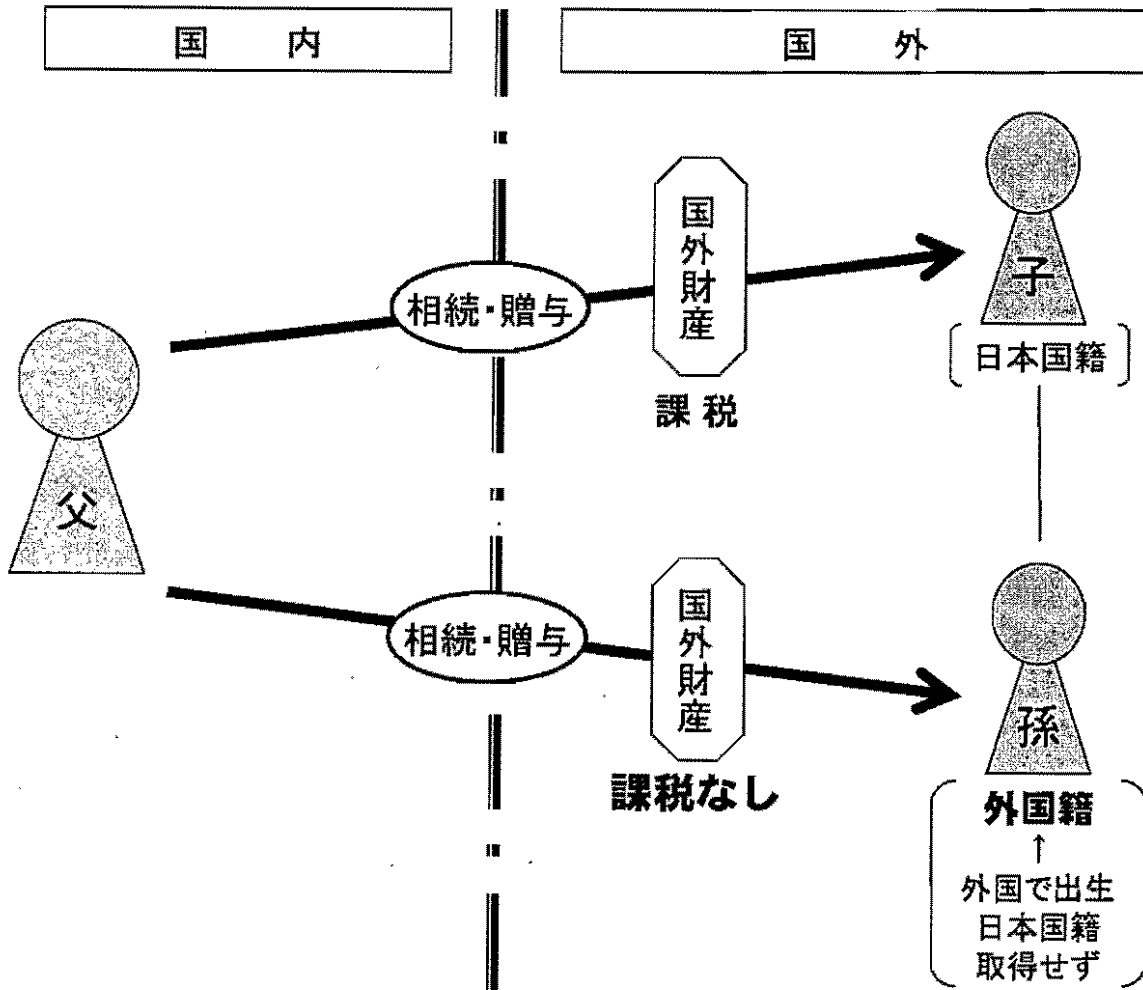 国内
国外
相続・贈与
国外財産
課税
子
日本国籍
父
相続・贈与
国外財産
課税なし
孫
外国籍
↑
外国で出生
日本国籍
取得せず